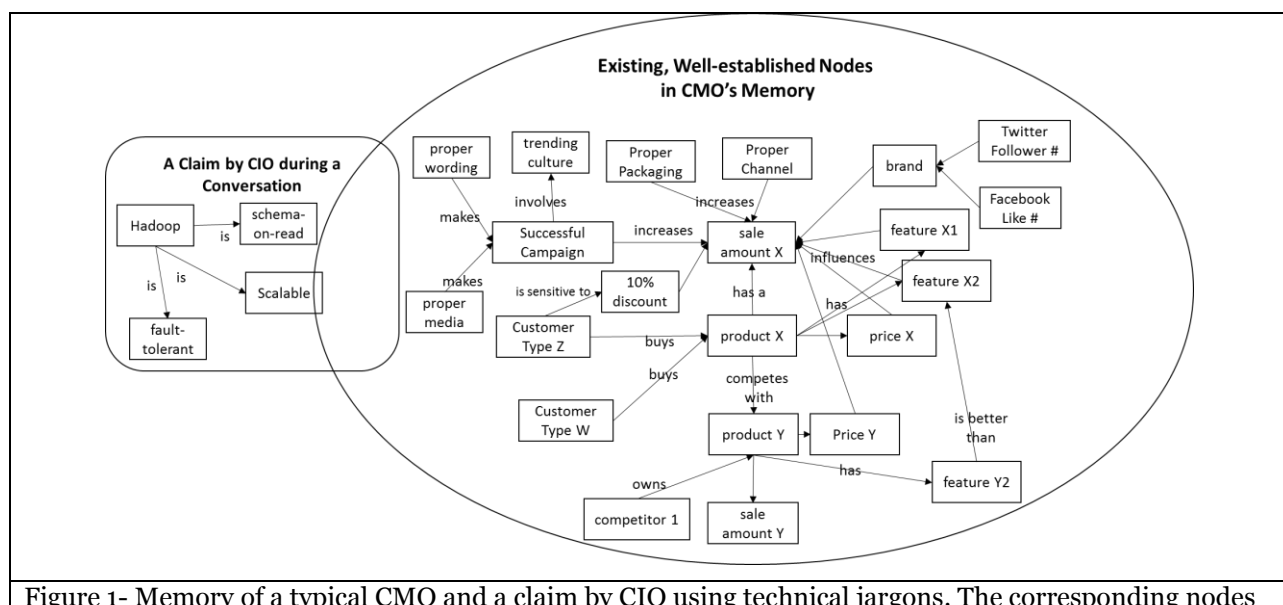 Existing, Well-established Nodes
in CMO's Memory
A Claim by CIO during a
Conversation
Hadoop
is
schema-
on-read
is
is
Scalable
fault-
tolerant
proper
wording
trending
culture
Proper
Packaging
Proper
Channel
brand
Twitter
Follower #
Facebook
Like #
makes
involves
increases
Successful
Campaign
increases
sale
amount X
feature X1
influences
feature X2
makes
proper
media
is sensitive to
10%
discount
has a
has
Customer
Type Z
buys
product X
price X
buys
competes
with
Customer
Type W
product Y
Price Y
is better
than
owns
has
feature Y2
competitor 1
sale
amount Y
Figure 1- Memory of a typical CMO and a claim by CIO using technical jargons. The corresponding nodes